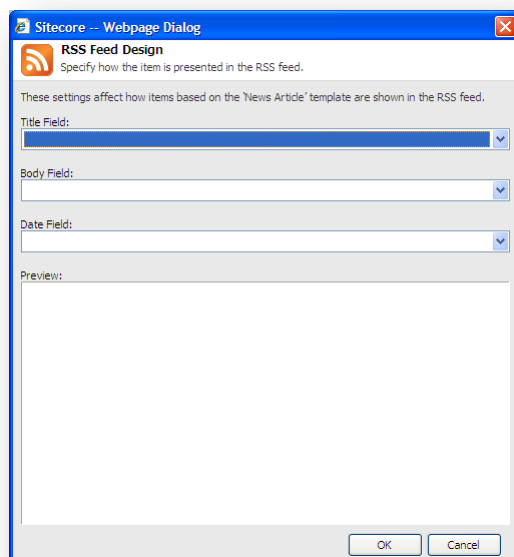 Sitecore -- Webpage Dialog
RSS Feed Design
Specify how the item is presented in the RSS feed.
These settings affect how items based on the 'News Article' template are shown in the RSS feed.
Title Field:
Body Field:
Date Field:
Preview:
OK
Cancel